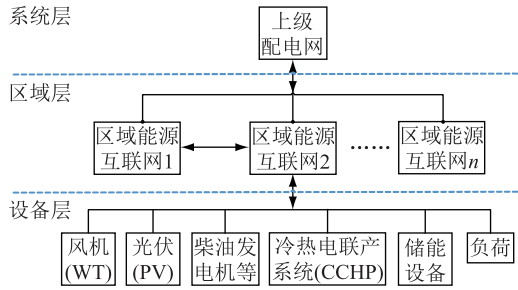 系统层
上级
配电网
区域层
区域能源
互联网1
区域能源
互联网2
……
区域能源
互联网n
设备层
风机
(WT)
光伏
(PV)
柴油发
电机等
冷热电联产
系统(CCHP)
储能
设备
负荷